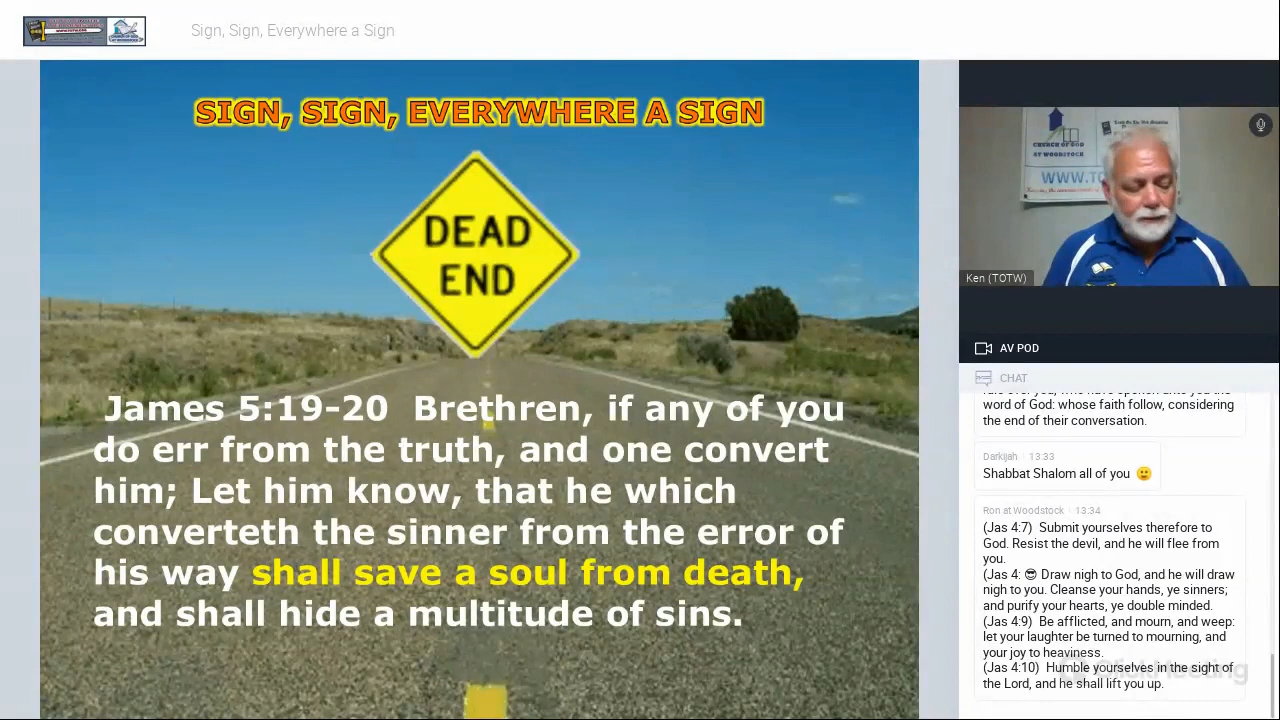 Sign, Sign, Everywhere a Sign
SIGN, SIGN, EVERYWHERE A SIGN
DEAD
END
James 5:19-20 Brethren, if any of you
do err from the truth, and one convert
him; Let him know, that he which
converteth the sinner from the error of
his way shall save a soul from death,
and shall hide a multitude of sins.
CHURCH OF GOD
AT WOODSTOCK
WWW.TO
Ken (TOTW)
AV POD
CHAT
word of God: whose faith follow, considering
the end of their conversation.
Darkijah 13:33
Shabbat Shalom all of you 🙂
Ron at Woodstock 13:34
(Jas 4:7) Submit yourselves therefore to
God. Resist the devil, and he will flee from
you.
(Jas 4: 😎 Draw nigh to God, and he will draw
nigh to you. Cleanse your hands, ye sinners;
and purify your hearts, ye double minded.
(Jas 4:9) Be afflicted, and mourn, and weep:
let your laughter be turned to mourning, and
your joy to heaviness.
(Jas 4:10) Humble yourselves in the sight of
the Lord, and he shall lift you up.
ClickMeeting